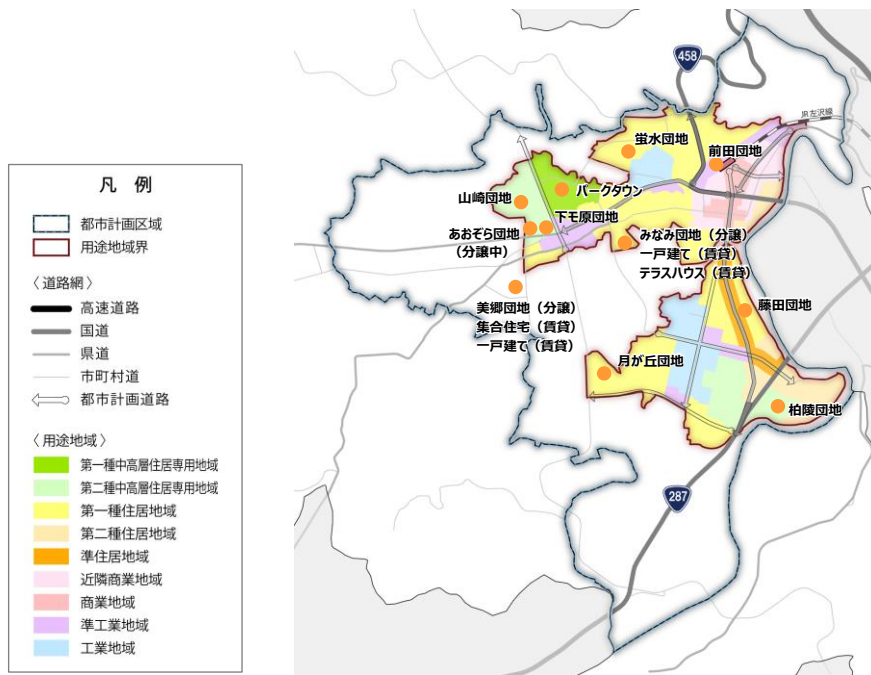 凡 例
都市計画区域
用途地域界
〈 道路網 〉
高速道路
国道
県道
市町村道
都市計画道路
〈 用途地域 〉
第一種中高層住居専用地域
第二種中高層住居専用地域
第一種住居地域
第二種住居地域
準住居地域
近隣商業地域
商業地域
準工業地域
工業地域
458
JR左沢線
蛍水団地
前田団地
パークタウン
山崎団地
下モ原団地
あおぞら団地
（分譲中）
みなみ団地（分譲）
一戸建て（賃貸）
テラスハウス（賃貸）
美郷団地（分譲）
集合住宅（賃貸）
一戸建て（賃貸）
藤田団地
月が丘団地
柏陵団地
287